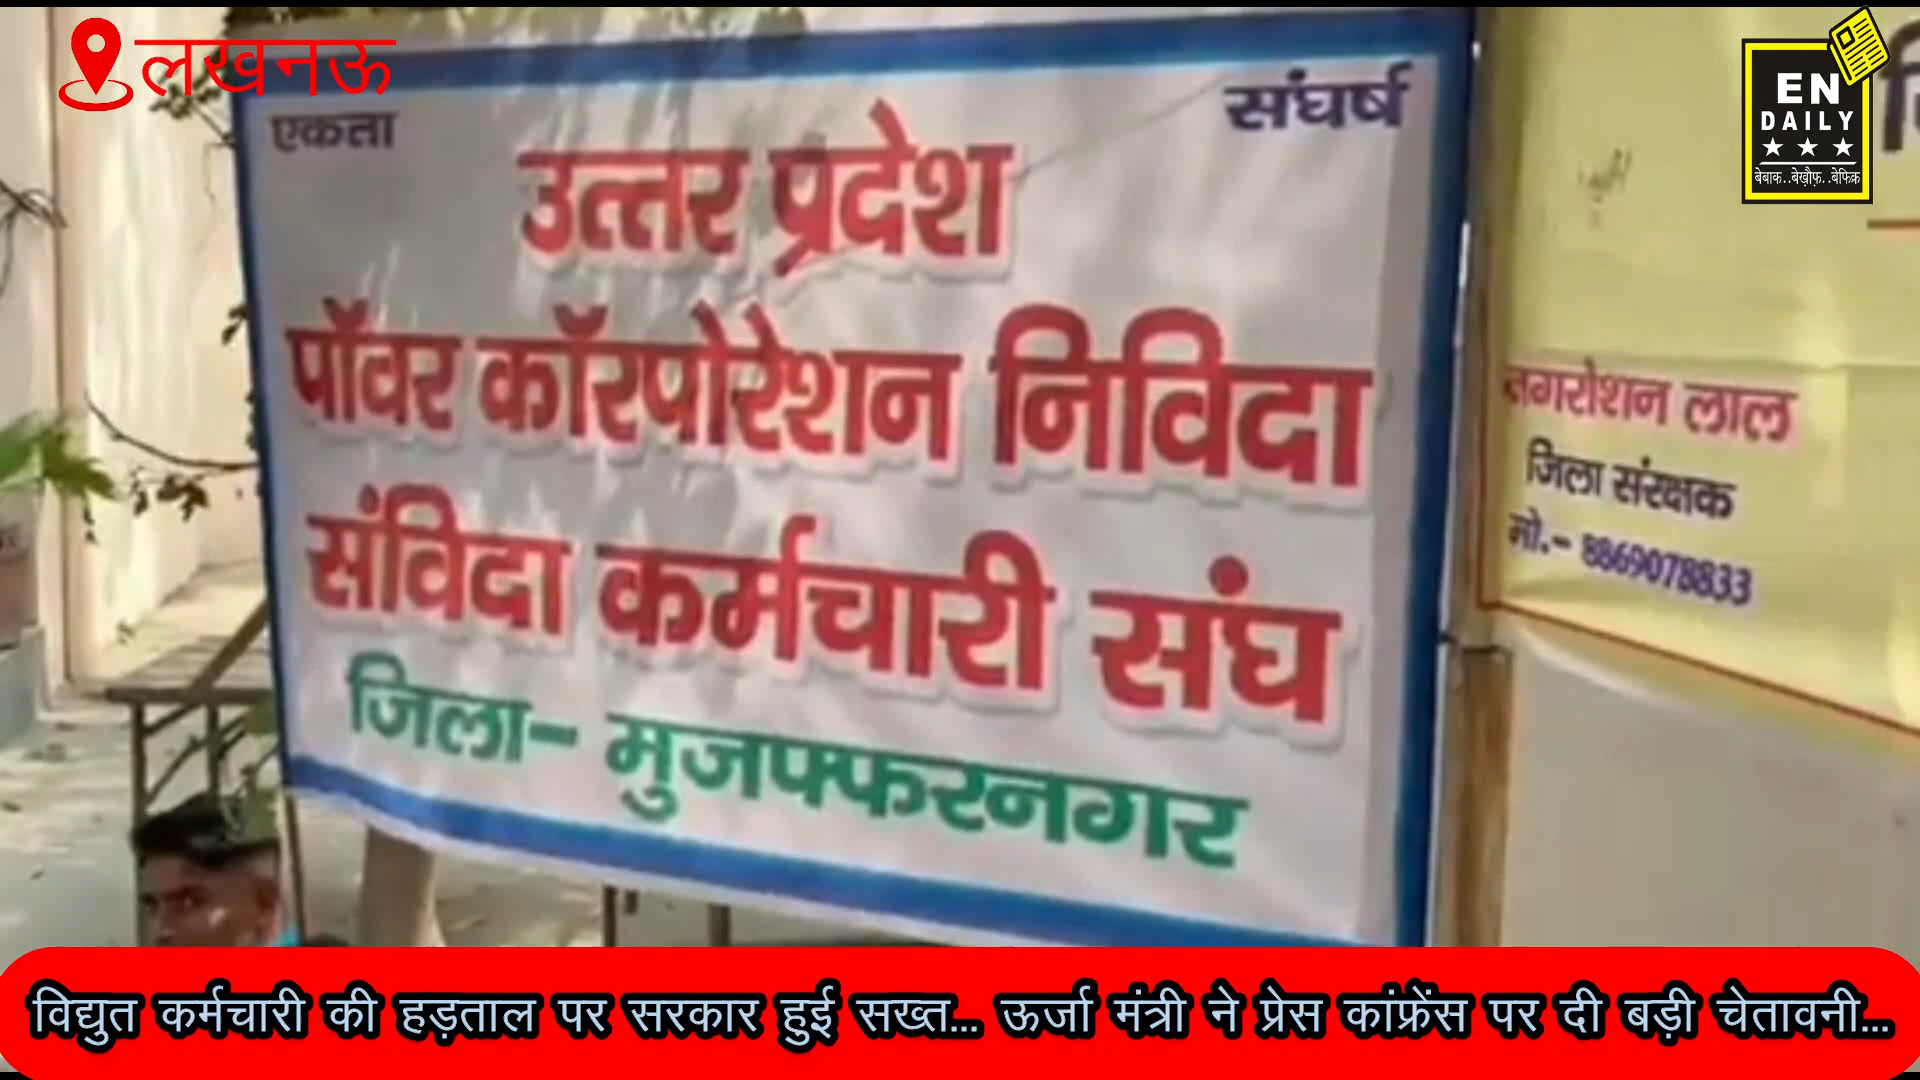 लखनऊ
एकता
संघर्ष
उत्तर प्रदेश
पॉवर कॉरपोरेशन निविदा
संविदा कर्मचारी संघ
जिला- मुजफ्फरनगर
EN
DAILY
बेबाक..बेख़ौफ़..बेफिक्र
लाल
जिला संरक्षक
मो.- 8869078833
विद्युत कर्मचारी की हड़ताल पर सरकार हुई सख्त... ऊर्जा मंत्री ने प्रेस कांफ्रेंस पर दी बड़ी चेतावनी...